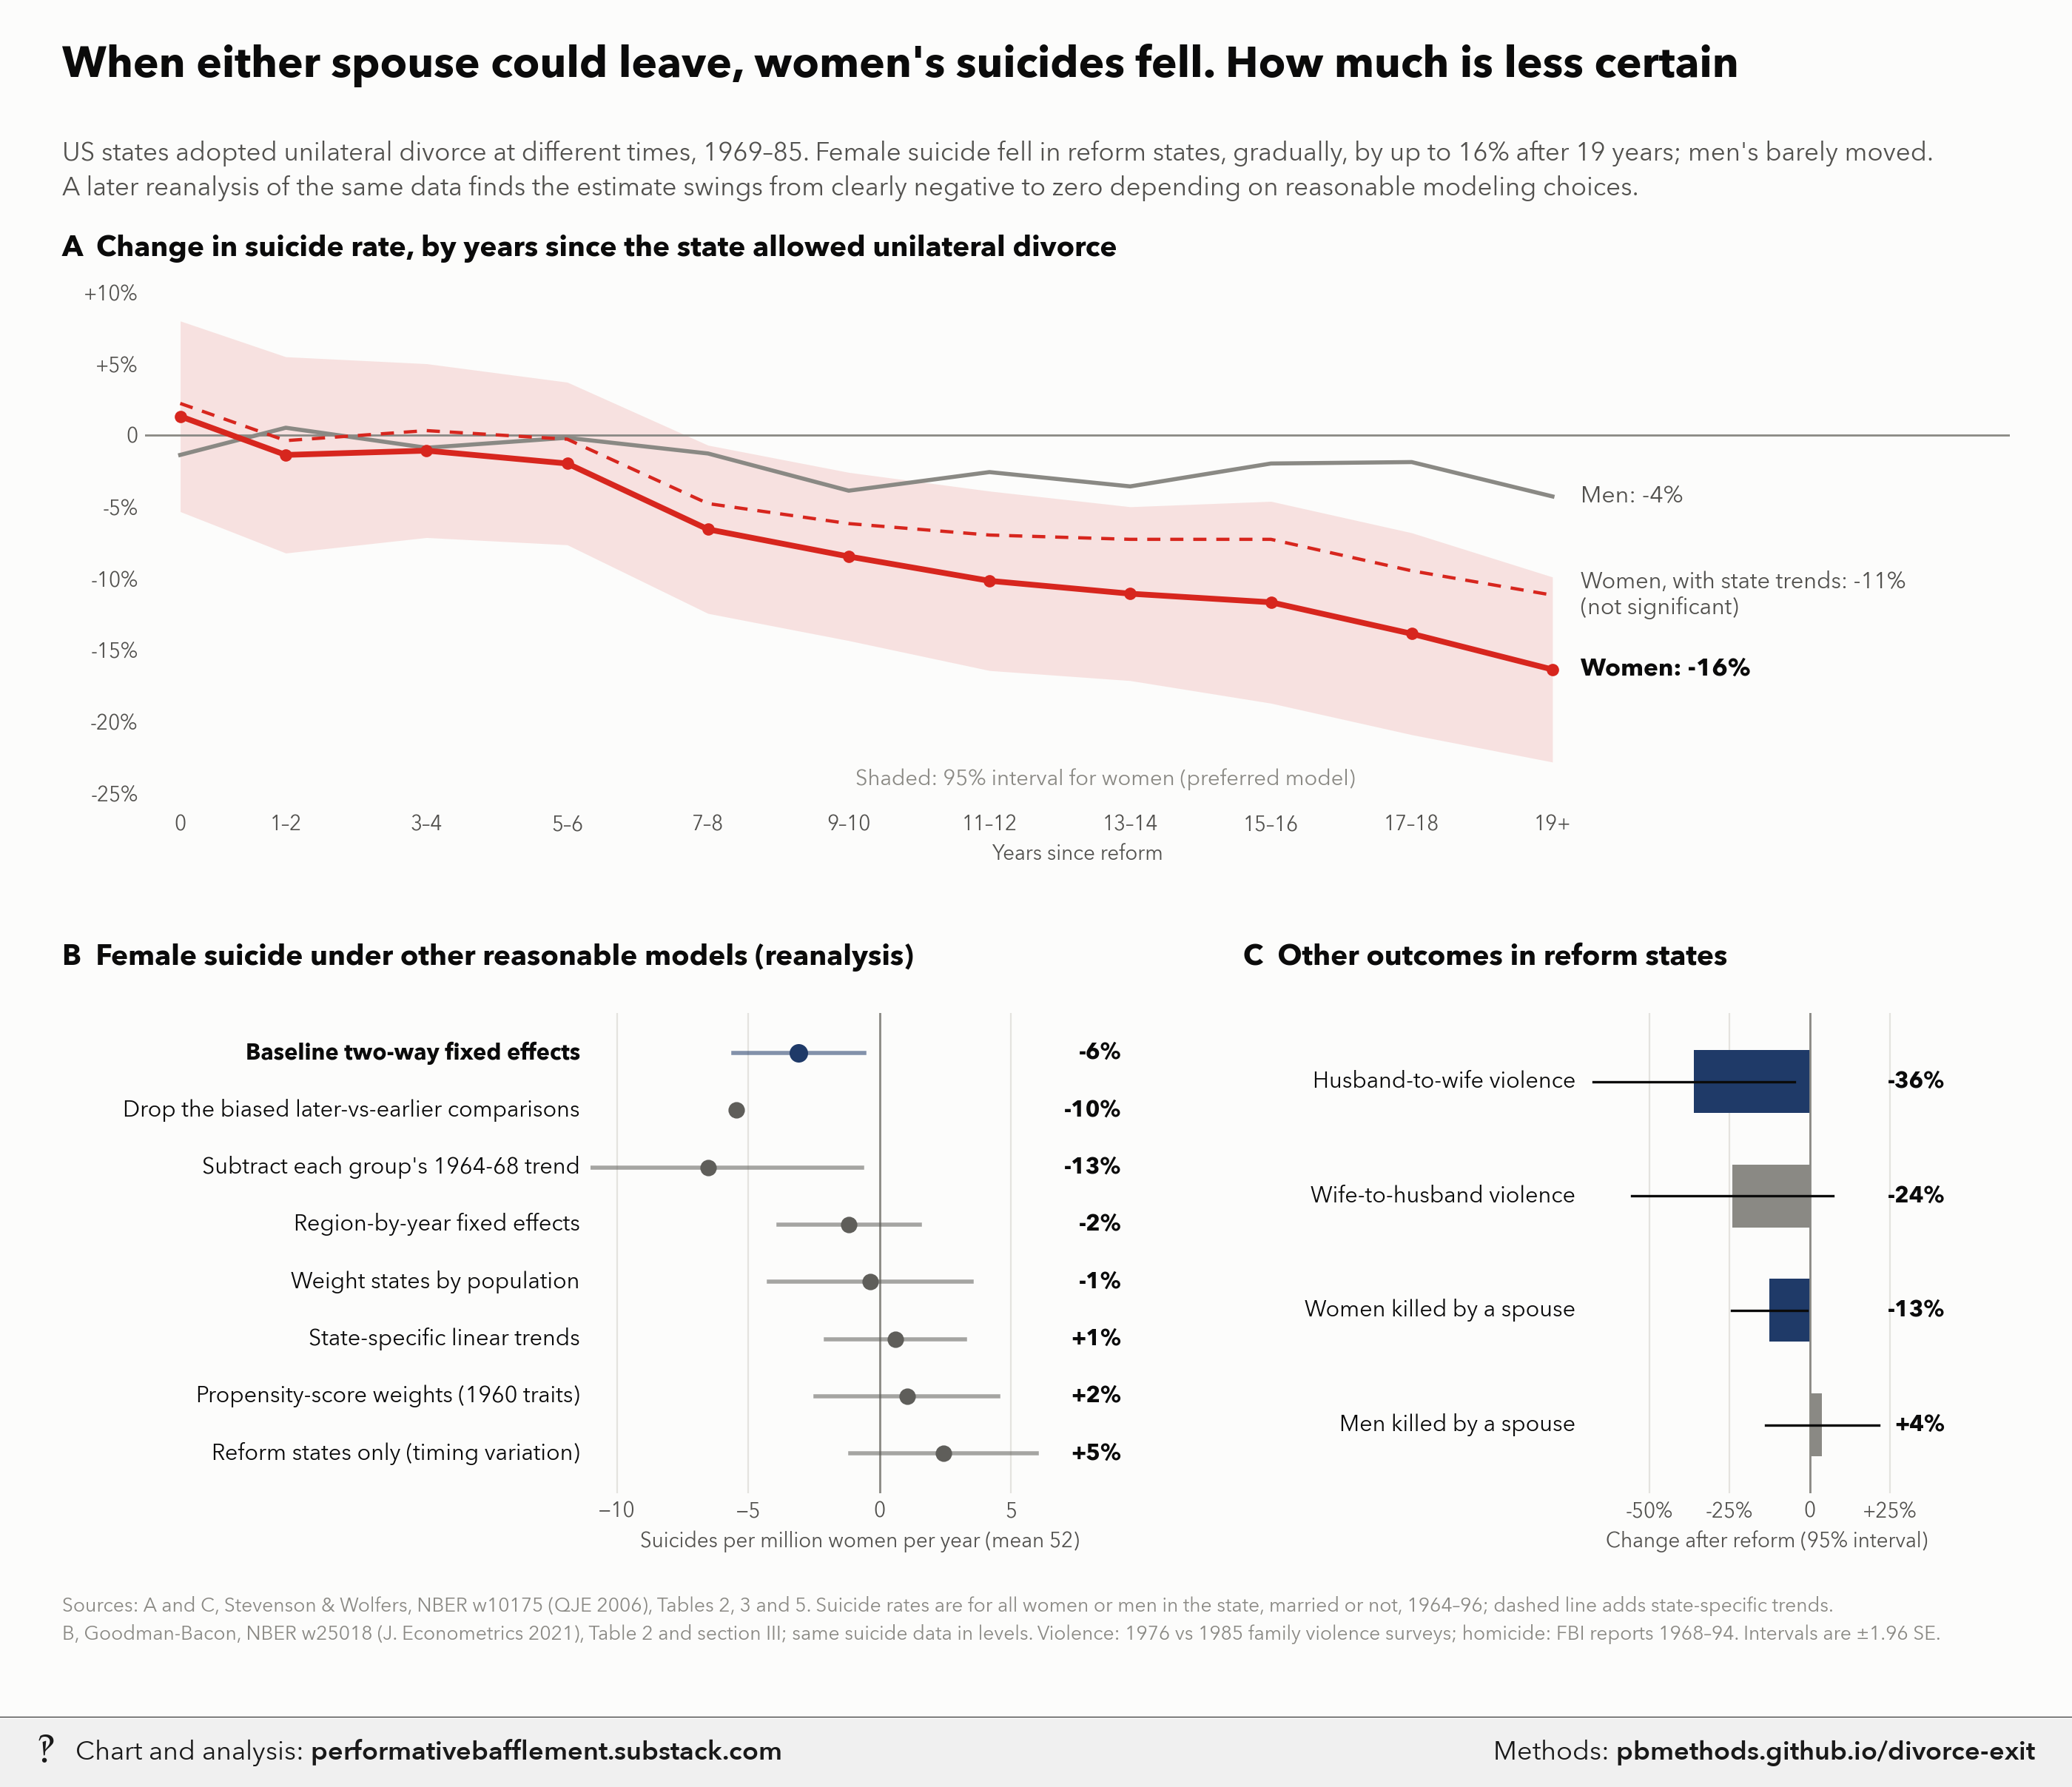 When either spouse could leave, women's suicides fell. How much is less certain
US states adopted unilateral divorce at different times, 1969–85. Female suicide fell in reform states, gradually, by up to 16% after 19 years; men's barely moved.
A later reanalysis of the same data finds the estimate swings from clearly negative to zero depending on reasonable modeling choices.
A Change in suicide rate, by years since the state allowed unilateral divorce
+10%
+5%
0
-5%
-10%
-15%
-20%
-25%
Men: -4%
Women, with state trends: -11%
(not significant)
Women: -16%
Shaded: 95% interval for women (preferred model)
0 1–2 3–4 5–6 7–8 9–10 11–12 13–14 15–16 17–18 19+
Years since reform
B Female suicide under other reasonable models (reanalysis)
Baseline two-way fixed effects -6%
Drop the biased later-vs-earlier comparisons -10%
Subtract each group's 1964-68 trend -13%
Region-by-year fixed effects -2%
Weight states by population -1%
State-specific linear trends +1%
Propensity-score weights (1960 traits) +2%
Reform states only (timing variation) +5%
−10 −5 0 5
Suicides per million women per year (mean 52)
C Other outcomes in reform states
Husband-to-wife violence -36%
Wife-to-husband violence -24%
Women killed by a spouse -13%
Men killed by a spouse +4%
-50% -25% 0 +25%
Change after reform (95% interval)
Sources: A and C, Stevenson & Wolfers, NBER w10175 (QJE 2006), Tables 2, 3 and 5. Suicide rates are for all women or men in the state, married or not, 1964–96; dashed line adds state-specific trends.
B, Goodman-Bacon, NBER w25018 (J. Econometrics 2021), Table 2 and section III; same suicide data in levels. Violence: 1976 vs 1985 family violence surveys; homicide: FBI reports 1968–94. Intervals are ±1.96 SE.
‽ Chart and analysis: performativebafflement.substack.com
Methods: pbmethods.github.io/divorce-exit